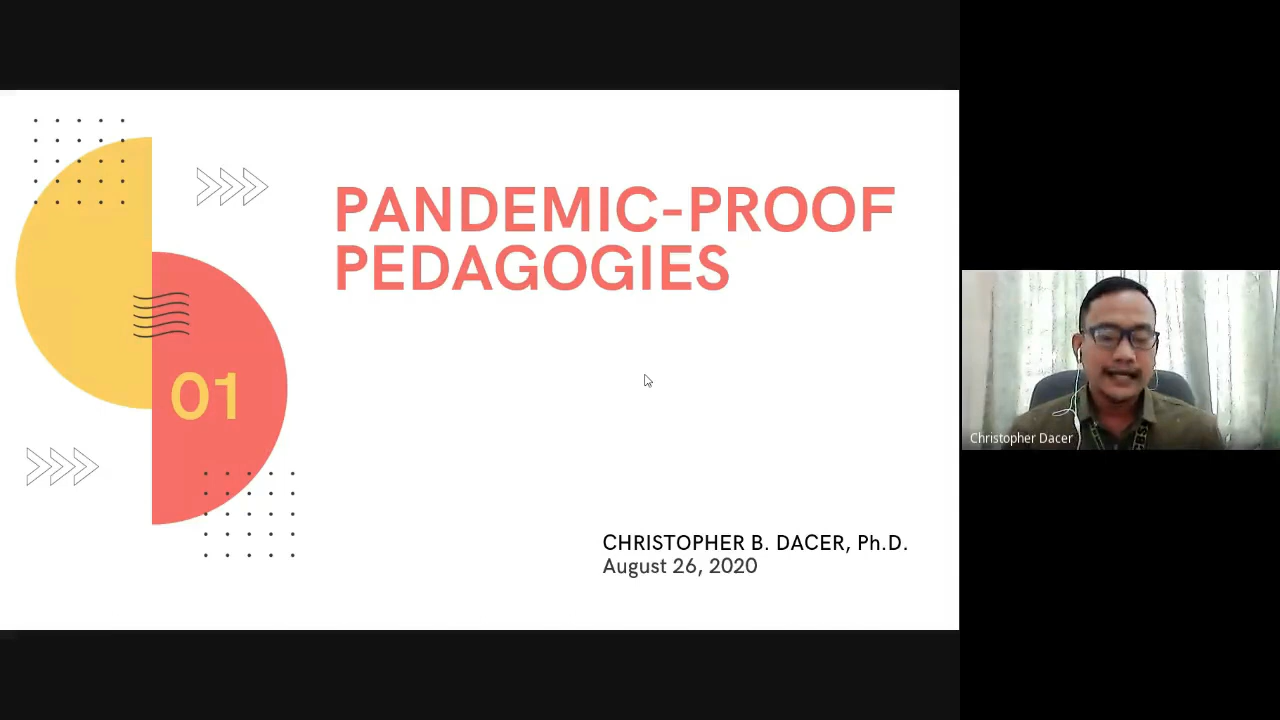 PANDEMIC-PROOF
PEDAGOGIES
01
CHRISTOPHER B. DACER, Ph.D.
August 26, 2020
Christopher Dacer